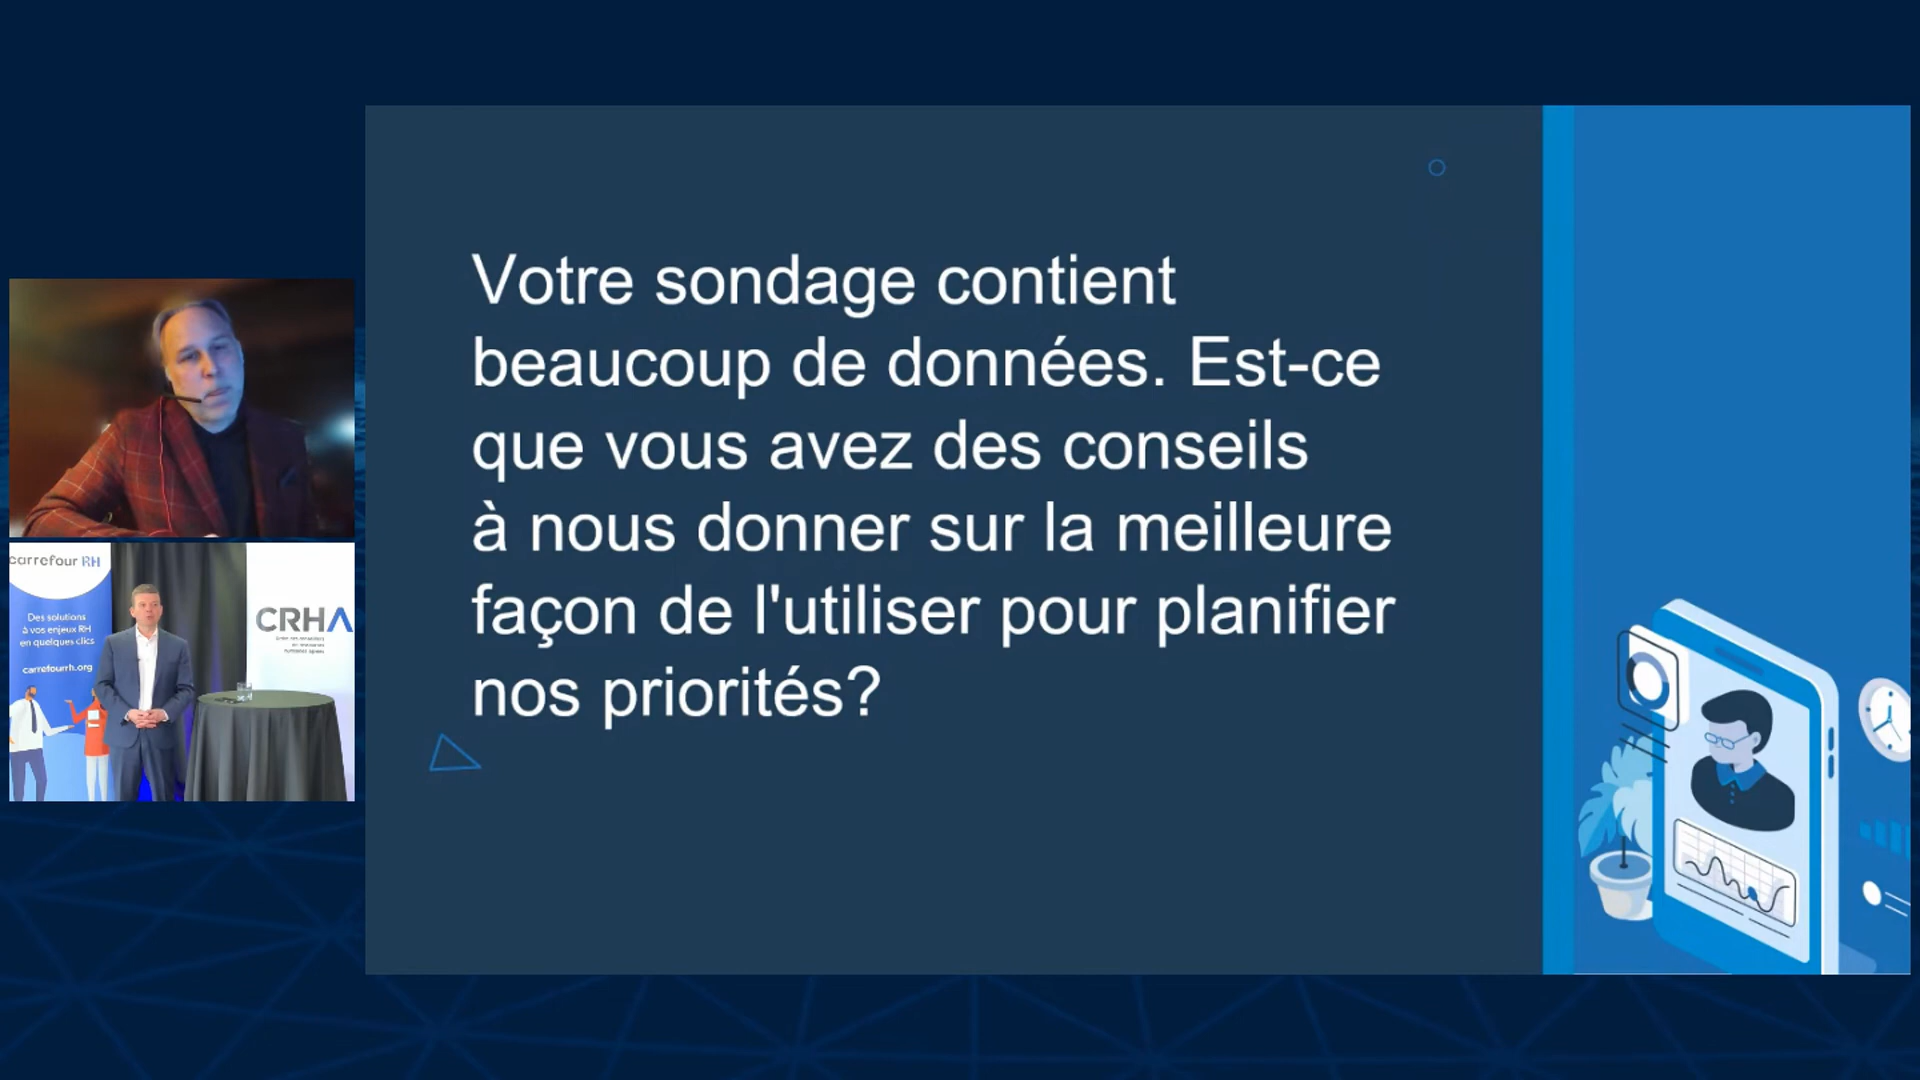 Votre sondage contient
beaucoup de données. Est-ce
que vous avez des conseils
à nous donner sur la meilleure
façon de l'utiliser pour planifier
nos priorités?
carrefour RH
Des solutions
à vos enjeux RH
en quelques clics
carrefourrh.org
CRHA